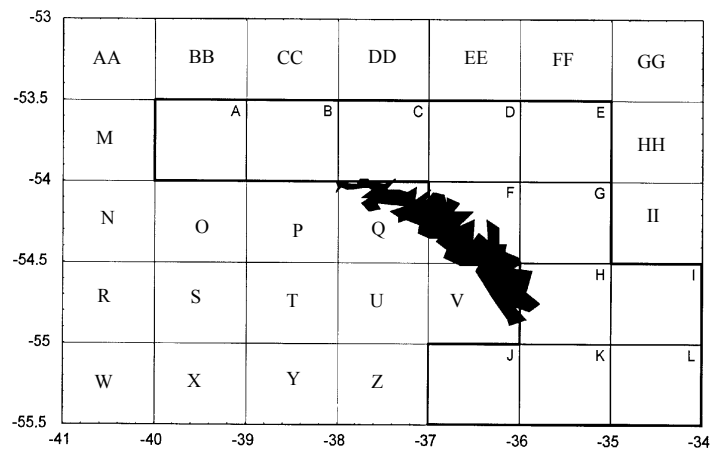 -53
AA BB CC DD EE FF GG
-53.5
A B C D E
M HH
-54
F G
N O P Q II
-54.5
H I
R S T U V
-55
J K L
W X Y Z
-55.5
-41 -40 -39 -38 -37 -36 -35 -34